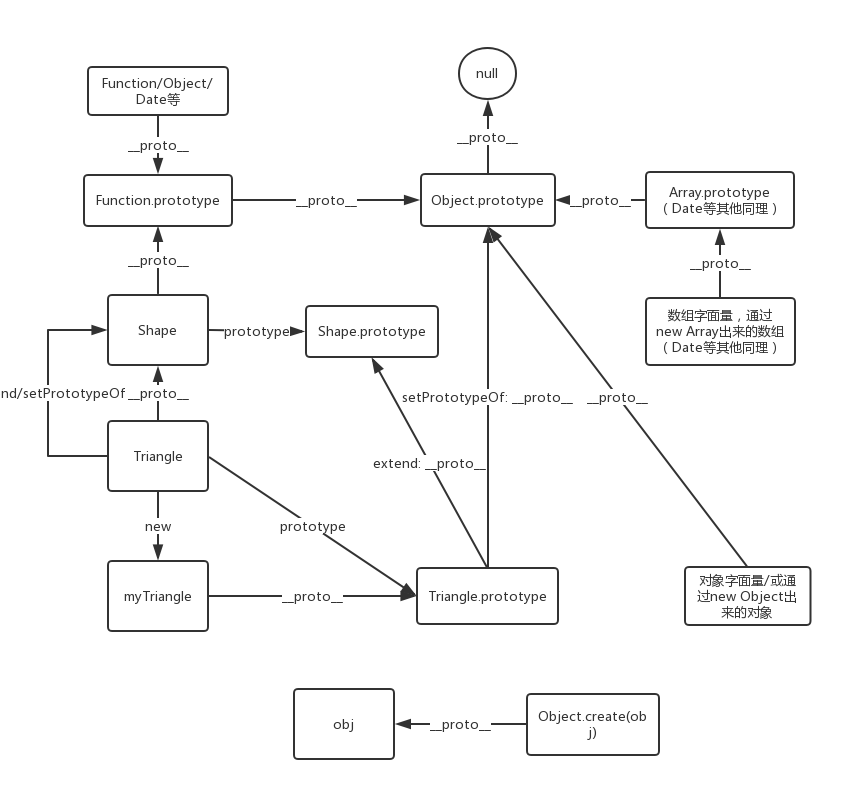 null
Function/Object/
Date等
__proto__
__proto__
Function.prototype
__proto__
Object.prototype
__proto__
Array.prototype
（Date等其他同理）
__proto__
__proto__
数组字面量，通过
new Array出来的数组
（Date等其他同理）
Shape
prototype
Shape.prototype
nd/setPrototypeOf
__proto__
setPrototypeOf: __proto__
__proto__
Triangle
extend: __proto__
new
prototype
myTriangle
__proto__
Triangle.prototype
对象字面量/或通
过new Object出
来的对象
obj
__proto__
Object.create(ob
j)